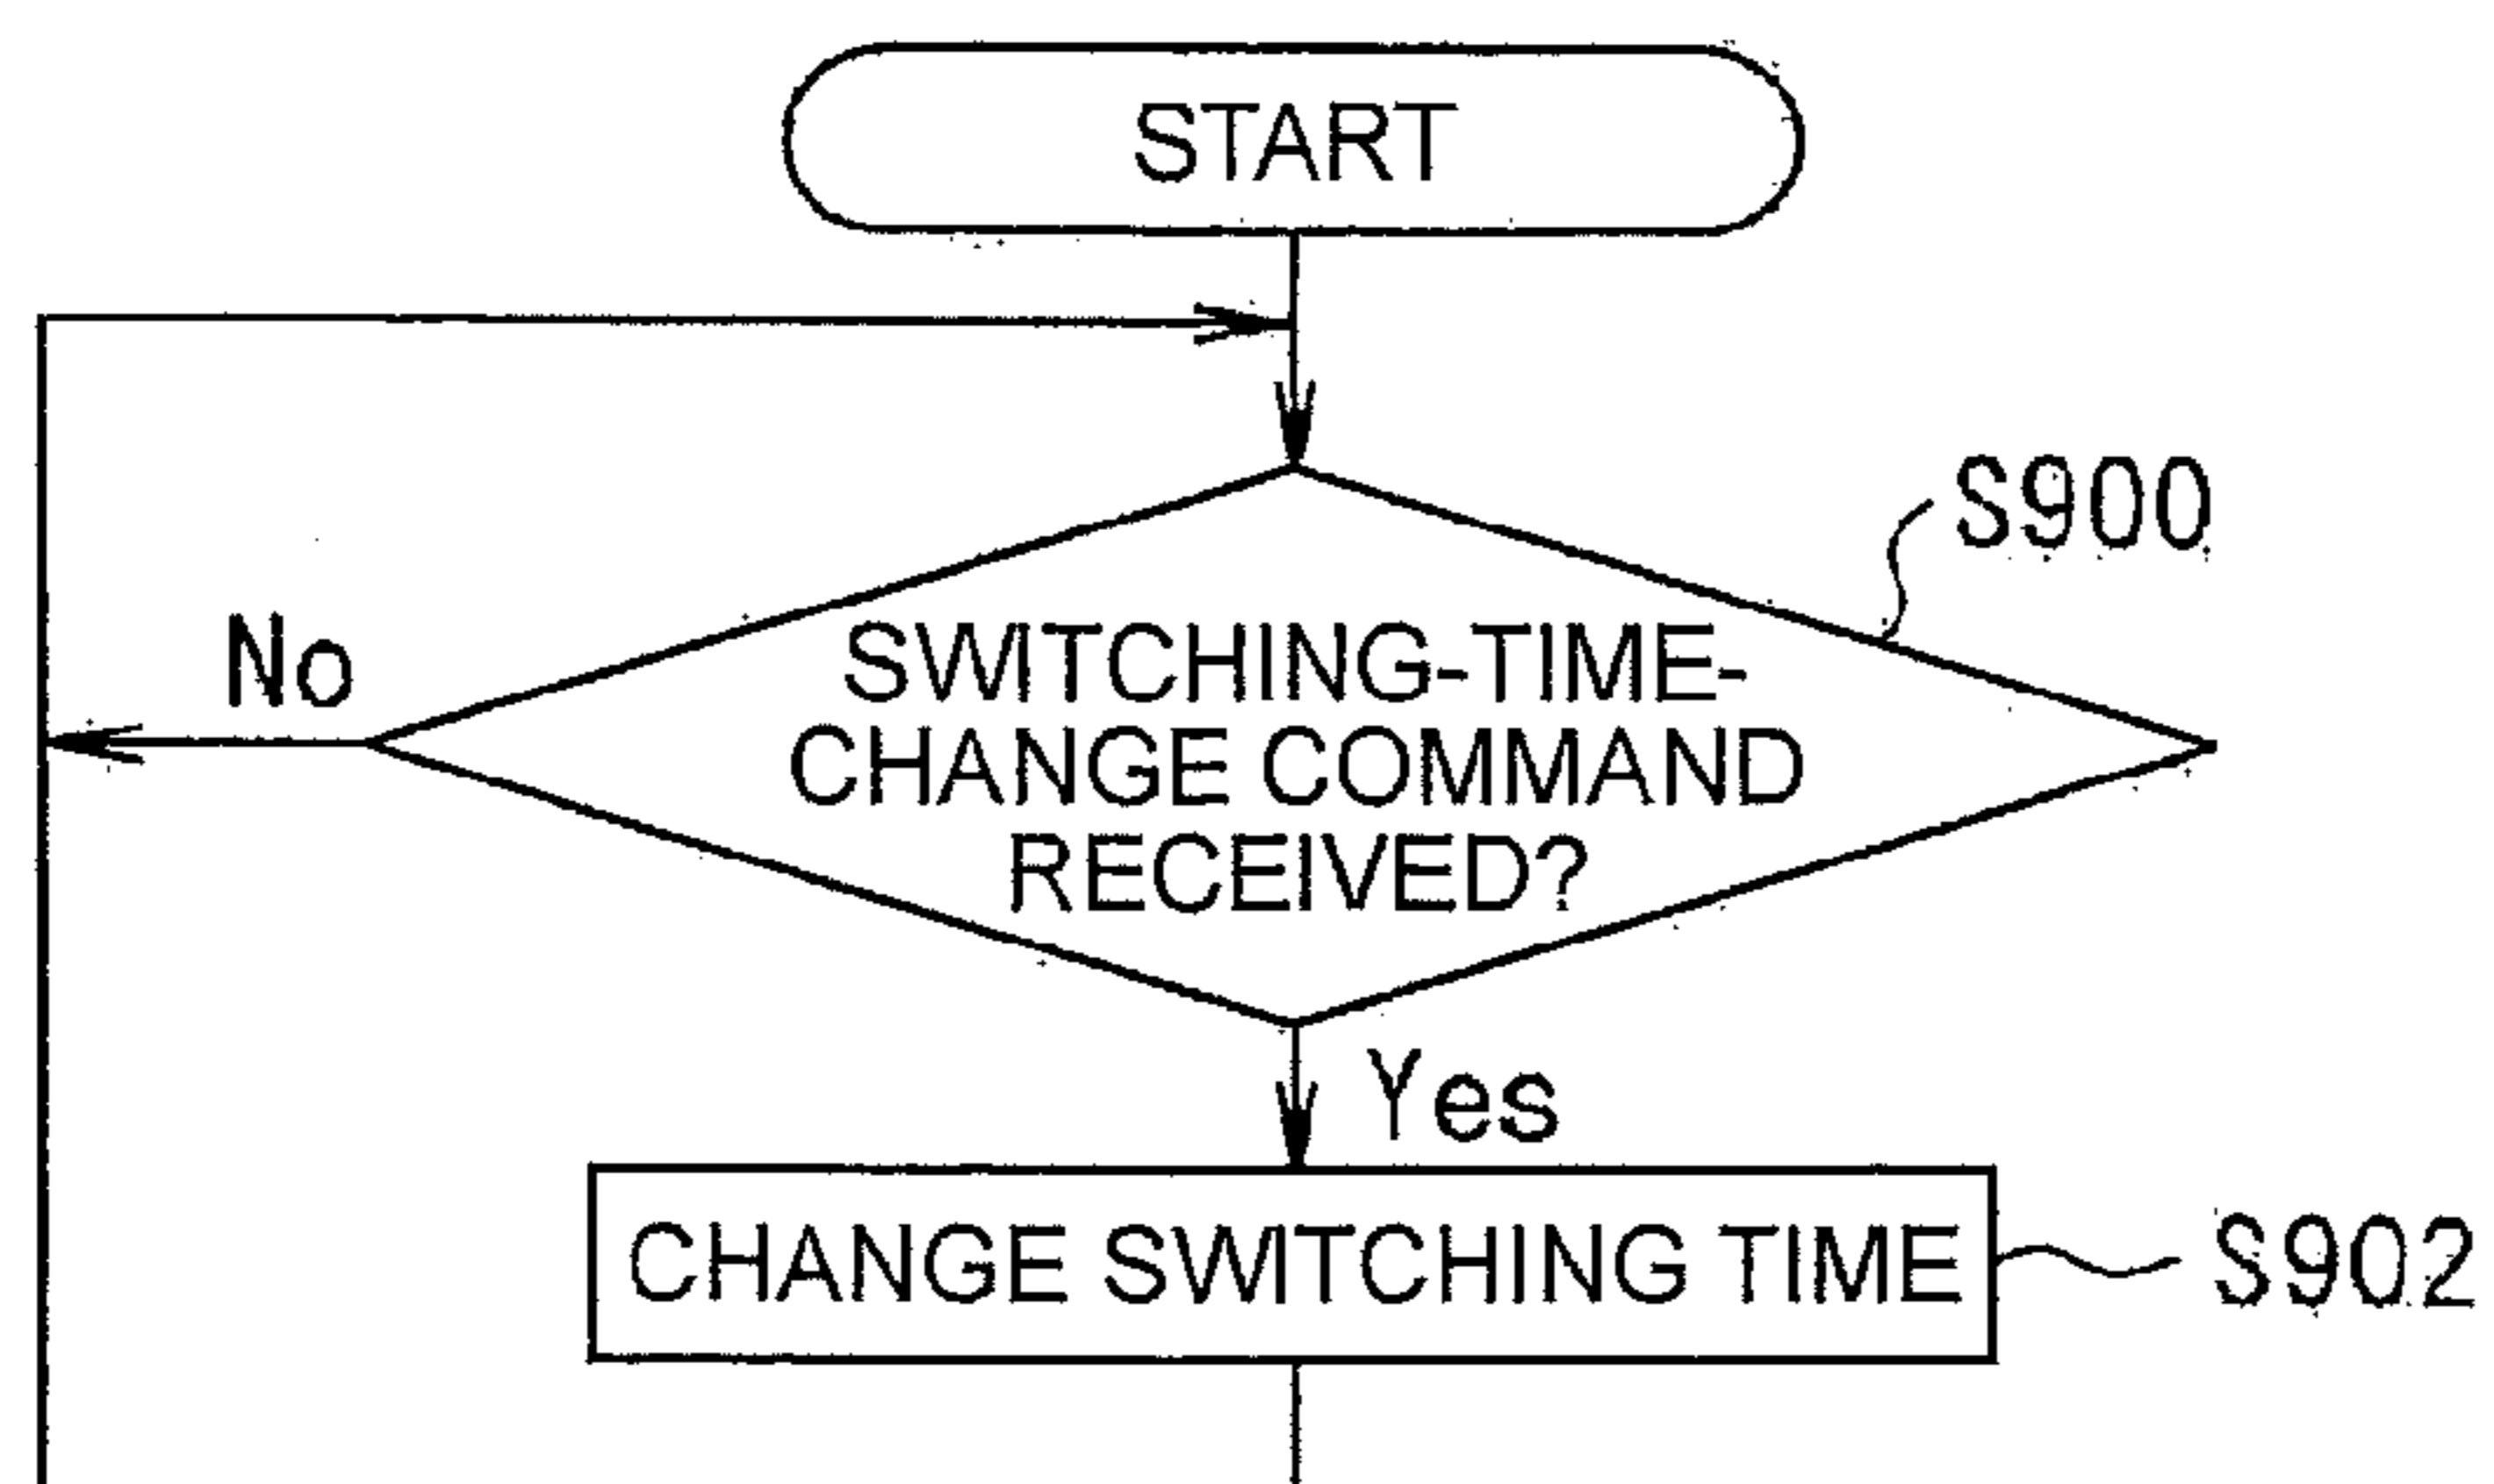 START
S900
No
SWITCHING-TIME-
CHANGE COMMAND
RECEIVED?
Yes
CHANGE SWITCHING TIME
S902